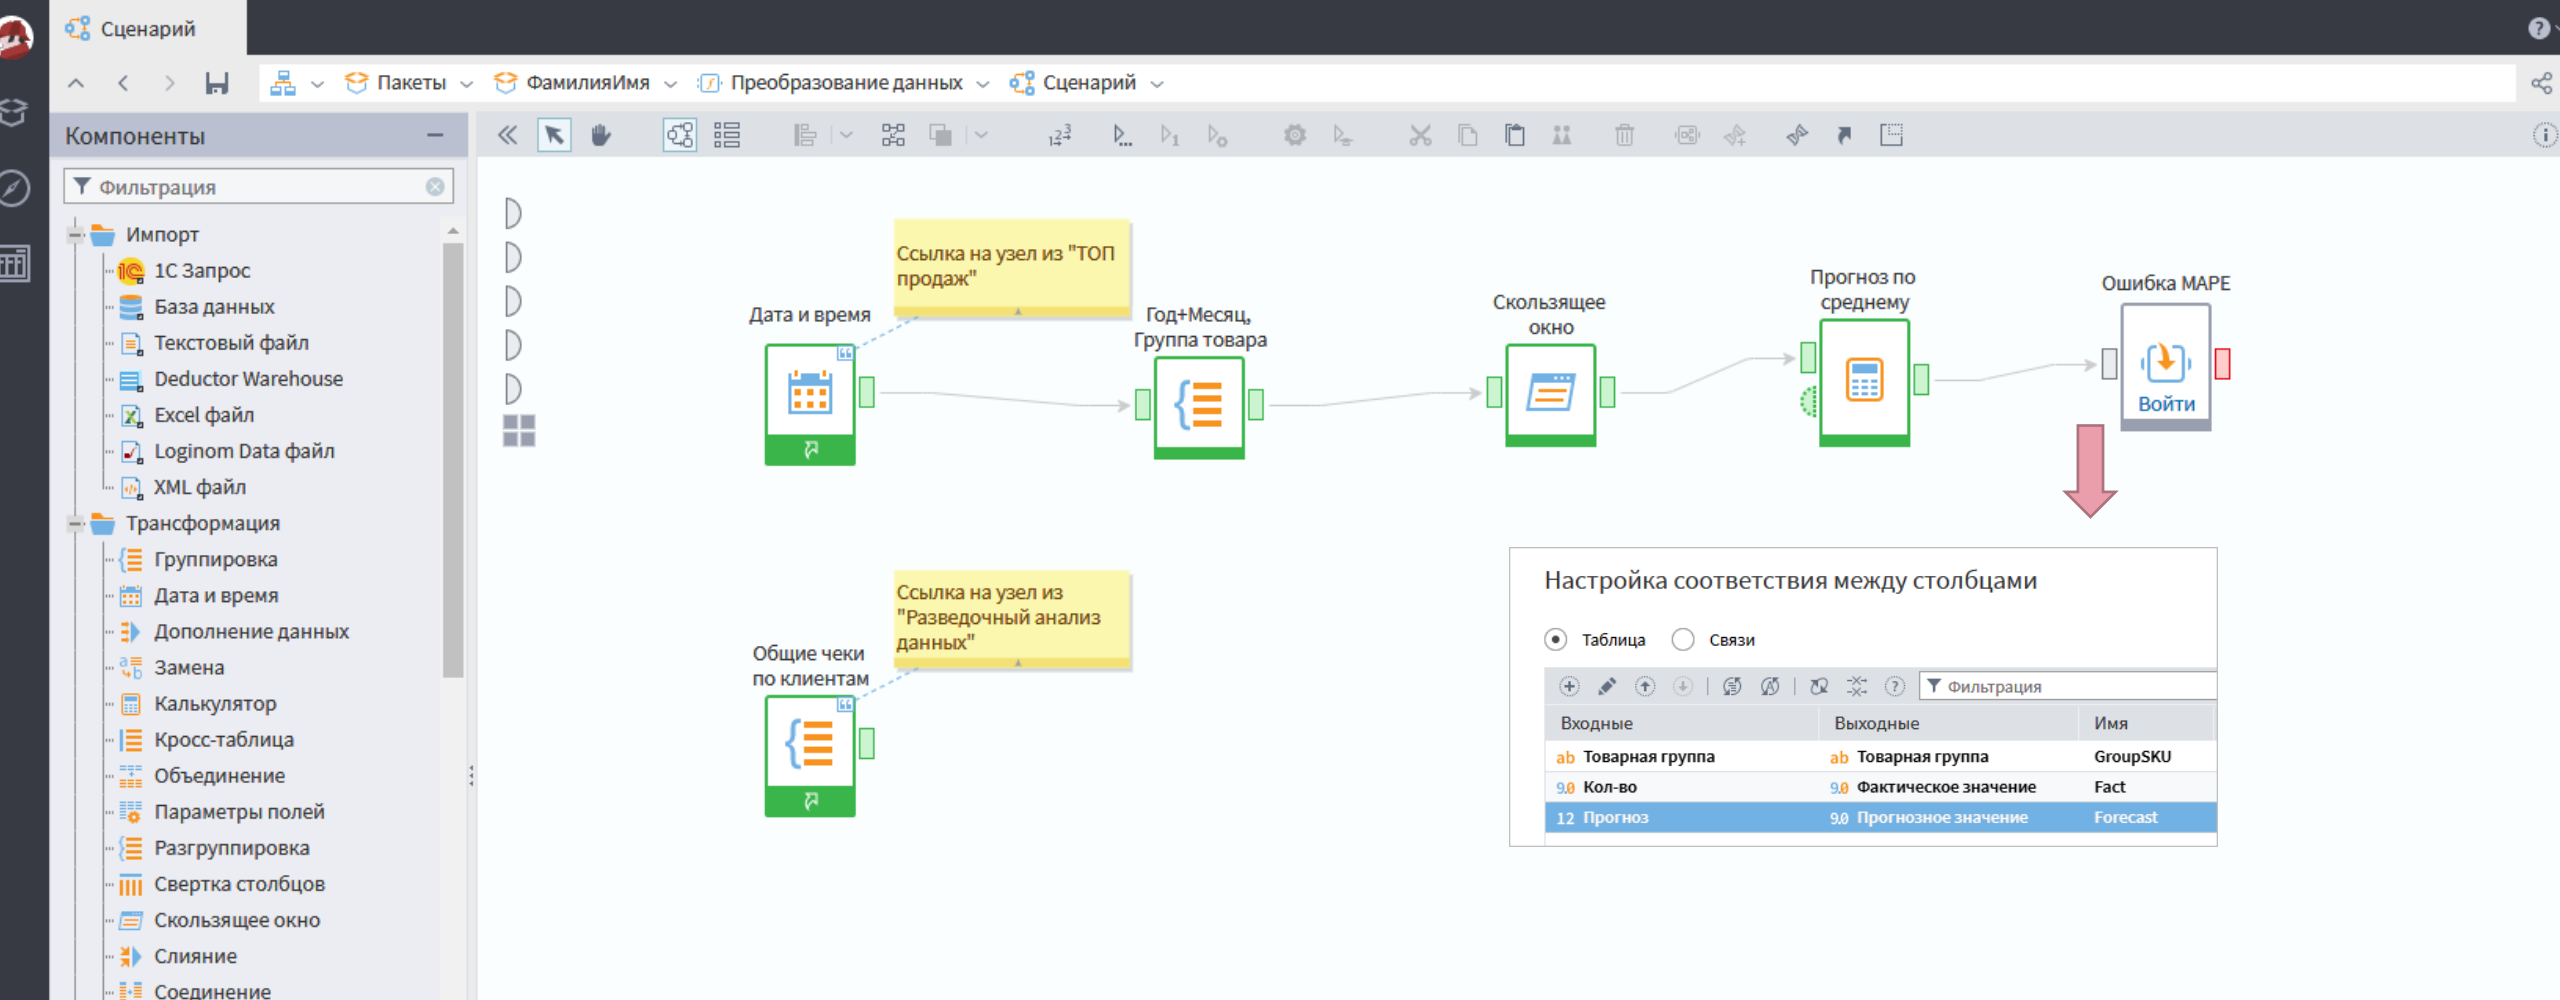 Сценарий
Пакеты
ФамилияИмя
Преобразование данных
Сценарий
Компоненты
Фильтрация
Импорт
1С Запрос
База данных
Текстовый файл
Deductor Warehouse
Excel файл
Loginom Data файл
XML файл
Трансформация
Группировка
Дата и время
Дополнение данных
Замена
Калькулятор
Кросс-таблица
Объединение
Параметры полей
Разгруппировка
Свертка столбцов
Скользящее окно
Слияние
Соединение
Ссылка на узел из "ТОП
продаж"
Дата и время
Год+Месяц,
Группа товара
Скользящее
окно
Прогноз по
среднему
Ошибка MAPE
Войти
Ссылка на узел из
"Разведочный анализ
данных"
Общие чеки
по клиентам
Настройка соответствия между столбцами
Таблица Связи
Фильтрация
Входные Выходные Имя
ab Товарная группа ab Товарная группа GroupSKU
9.0 Кол-во 9.0 Фактическое значение Fact
12 Прогноз 9.0 Прогнозное значение Forecast